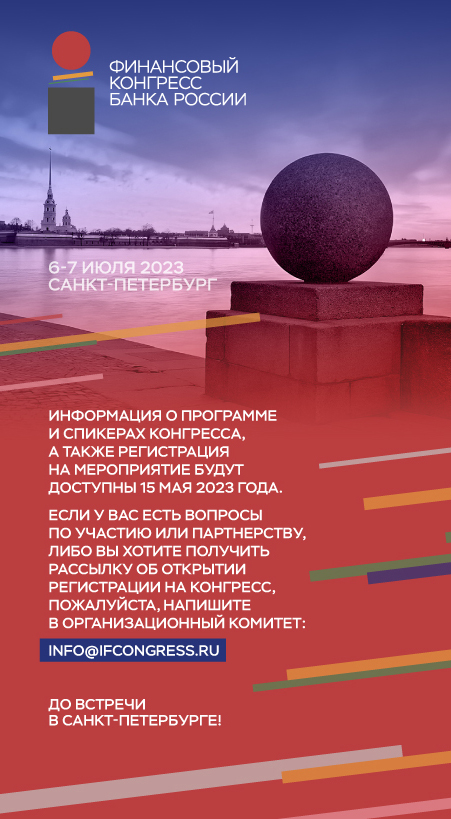 ФИНАНСОВЫЙ
КОНГРЕСС
БАНКА РОССИИ
6-7 ИЮЛЯ 2023
САНКТ-ПЕТЕРБУРГ
ИНФОРМАЦИЯ О ПРОГРАММЕ
И СПИКЕРАХ КОНГРЕССА,
А ТАКЖЕ РЕГИСТРАЦИЯ
НА МЕРОПРИЯТИЕ БУДУТ
ДОСТУПНЫ 15 МАЯ 2023 ГОДА.
ЕСЛИ У ВАС ЕСТЬ ВОПРОСЫ
ПО УЧАСТИЮ ИЛИ ПАРТНЕРСТВУ,
ЛИБО ВЫ ХОТИТЕ ПОЛУЧИТЬ
РАССЫЛКУ ОБ ОТКРЫТИИ
РЕГИСТРАЦИИ НА КОНГРЕСС,
ПОЖАЛУЙСТА, НАПИШИТЕ
В ОРГАНИЗАЦИОННЫЙ КОМИТЕТ:
INFO@IFCONGRESS.RU
ДО ВСТРЕЧИ
В САНКТ-ПЕТЕРБУРГЕ!